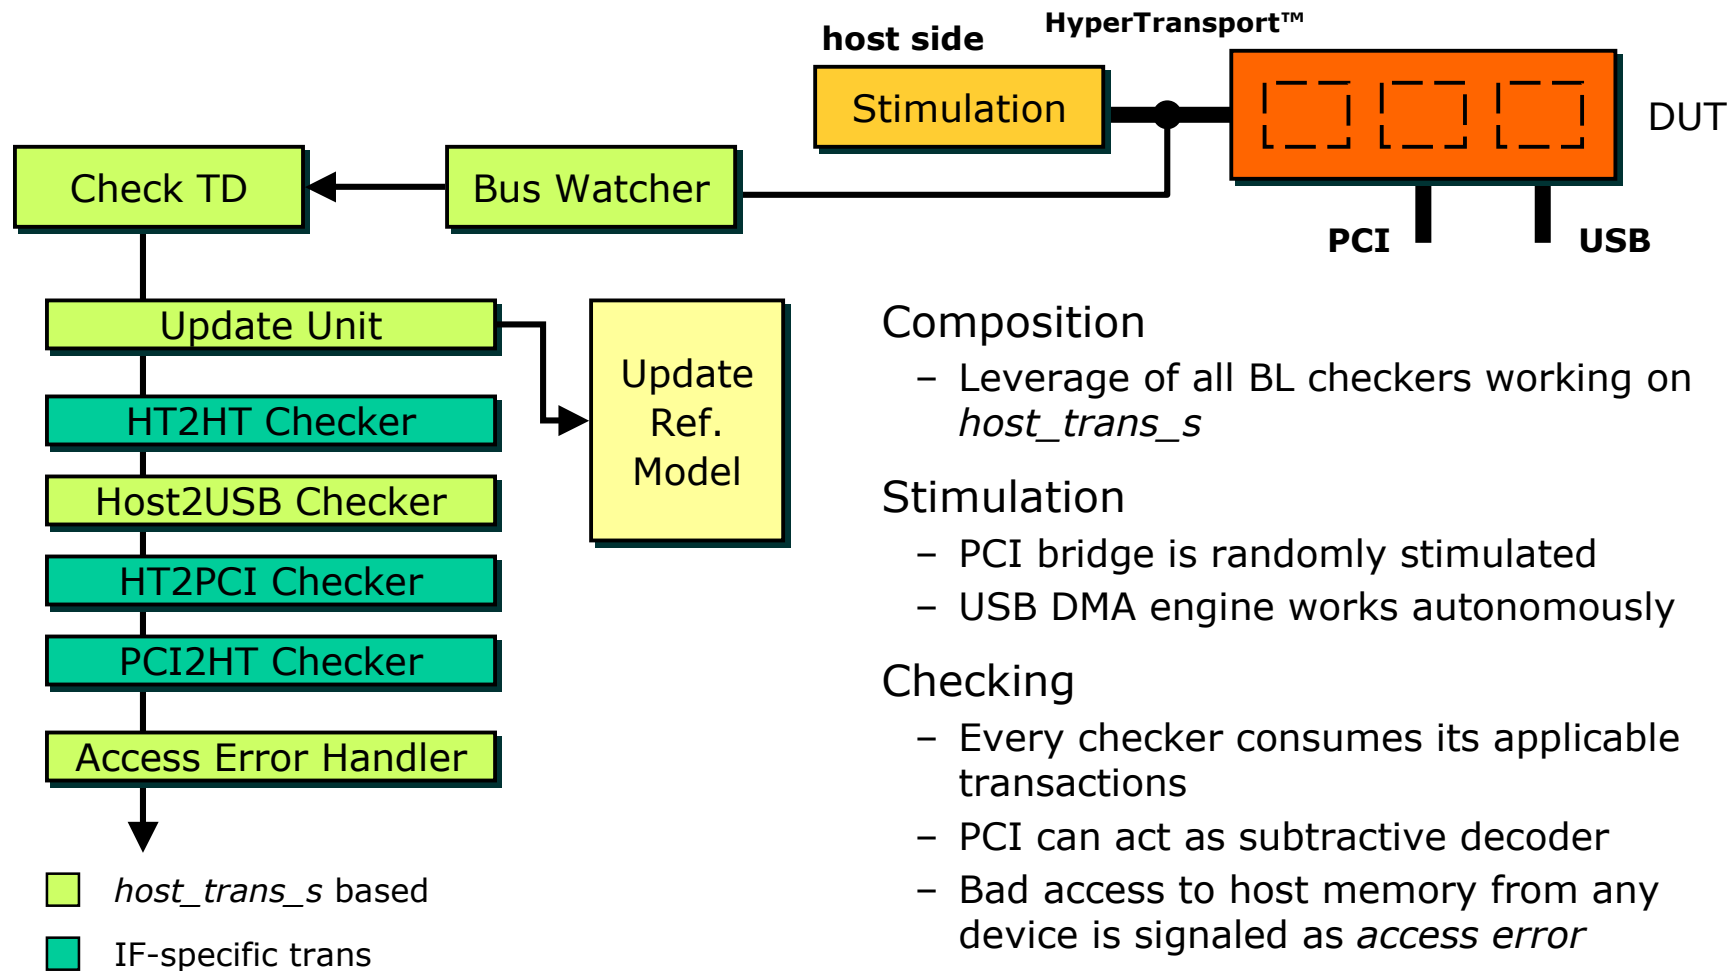 host side
HyperTransport™
Stimulation
DUT
Check TD
Bus Watcher
PCI
USB
Update Unit
HT2HT Checker
Host2USB Checker
HT2PCI Checker
PCI2HT Checker
Access Error Handler
Update
Ref.
Model
host_trans_s based
IF-specific trans
Composition
– Leverage of all BL checkers working on
host_trans_s
Stimulation
– PCI bridge is randomly stimulated
– USB DMA engine works autonomously
Checking
– Every checker consumes its applicable
transactions
– PCI can act as subtractive decoder
– Bad access to host memory from any
device is signaled as access error